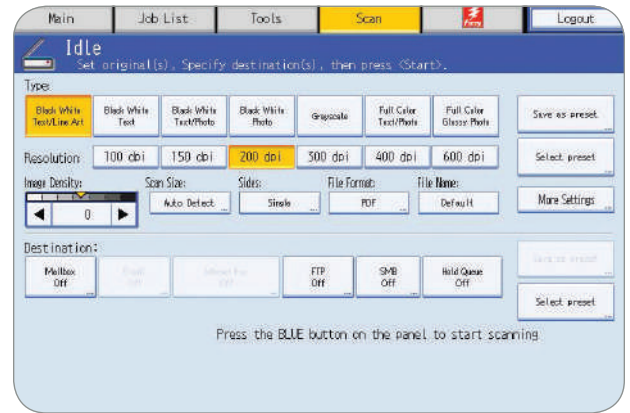 Main Job List Tools Scan Fiery Logout
Idle
Set original(s), Specify destination(s), then press <Start>.
Type:
Black White Text/Line Art
Black White Text
Black White Text/Photo
Black White Photo
Grayscale
Full Color Text/Photo
Full Color Glossy Photo
Save as preset
Resolution 100 dpi 150 dpi 200 dpi 300 dpi 400 dpi 600 dpi Select preset
Image Density: Scan Size: Sides: File Format: File Name:
0 Auto Detect Single PDF Default More Settings
Destination:
Mailbox Off
FTP Off
SMB Off
Hold Queue Off
Save as preset
Select preset
Press the BLUE button on the panel to start scanning